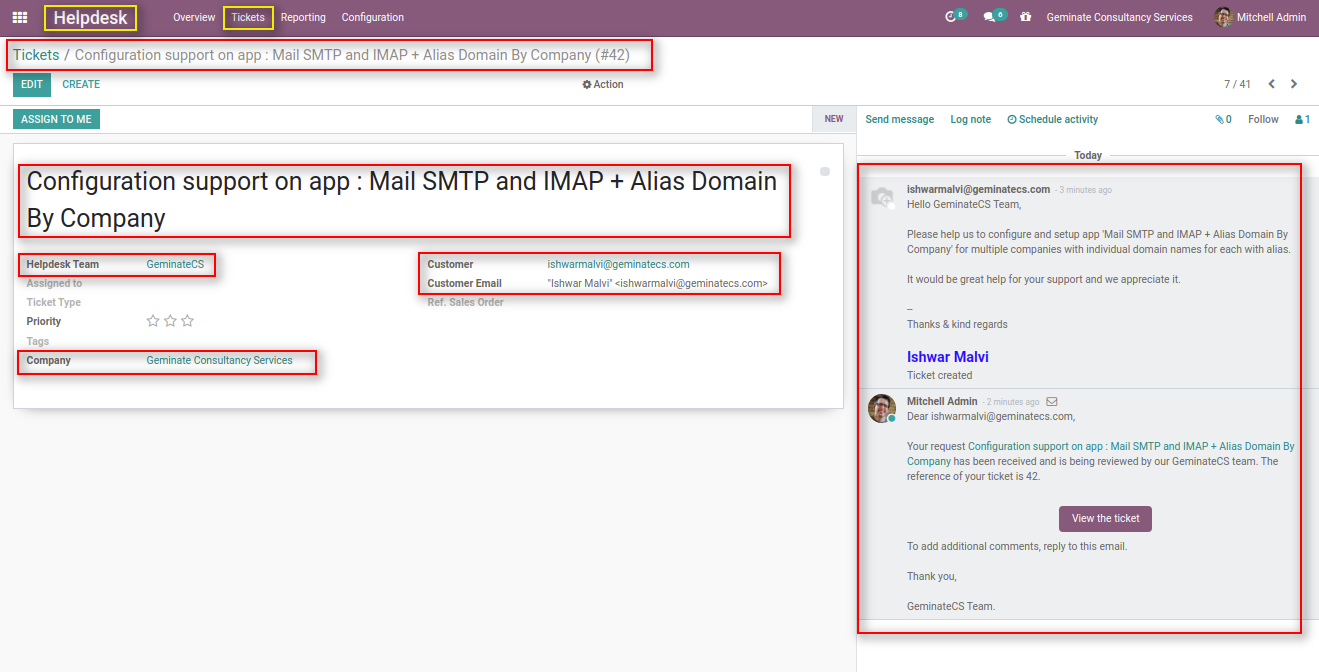 Helpdesk Overview Tickets Reporting Configuration 8 6 Geminate Consultancy Services Mitchell Admin
Tickets / Configuration support on app : Mail SMTP and IMAP + Alias Domain By Company (#42)
EDIT CREATE Action 7 / 41
ASSIGN TO ME NEW
Configuration support on app : Mail SMTP and IMAP + Alias Domain
By Company
Helpdesk Team GeminateCS
Assigned to
Ticket Type
Priority
Tags
Company Geminate Consultancy Services
Customer ishwarmalvi@geminatecs.com
Customer Email "Ishwar Malvi" <ishwarmalvi@geminatecs.com>
Ref. Sales Order
Send message Log note Schedule activity 0 Follow 1
Today
ishwarmalvi@geminatecs.com - 3 minutes ago
Hello GeminateCS Team,
Please help us to configure and setup app 'Mail SMTP and IMAP + Alias Domain By
Company' for multiple companies with individual domain names for each with alias.
It would be great help for your support and we appreciate it.
--
Thanks & kind regards
Ishwar Malvi
Ticket created
Mitchell Admin - 2 minutes ago
Dear ishwarmalvi@geminatecs.com,
Your request Configuration support on app : Mail SMTP and IMAP + Alias Domain By
Company has been received and is being reviewed by our GeminateCS team. The
reference of your ticket is 42.
View the ticket
To add additional comments, reply to this email.
Thank you,
GeminateCS Team.